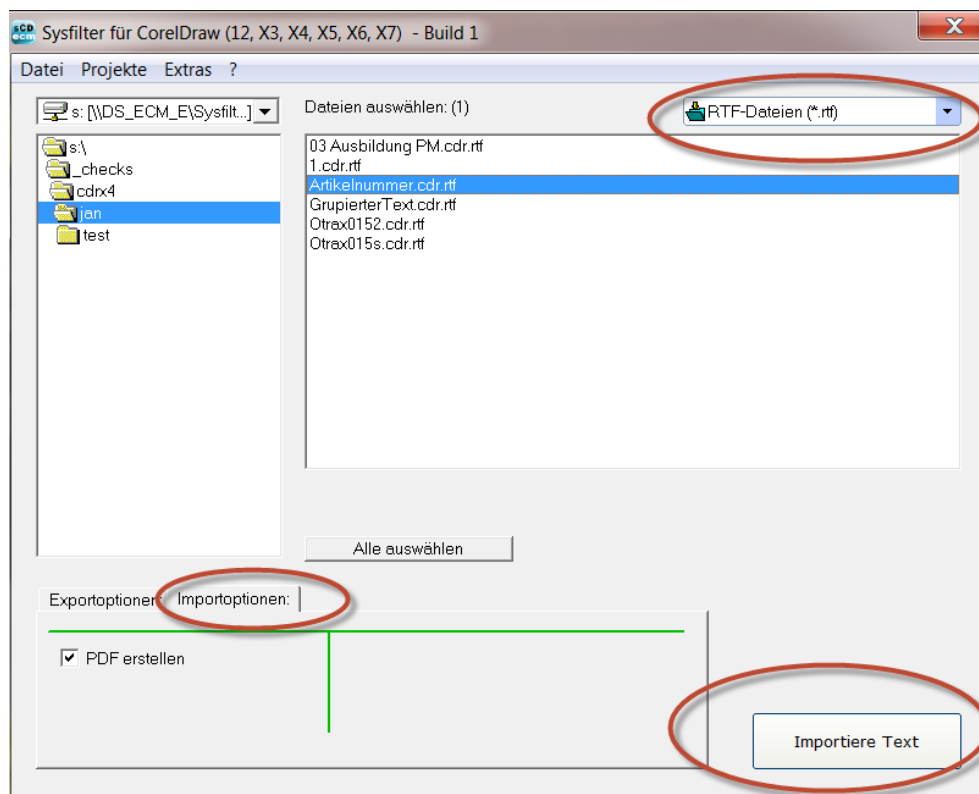 sCD
ecm
Sysfilter für CorelDraw (12, X3, X4, X5, X6, X7) - Build 1
X
Datei Projekte Extras ?
s: [\\DS_ECM_E\Sysfilt...]
Dateien auswählen: (1)
RTF-Dateien (*.rtf)
s:\
_checks
cdrx4
jan
test
03 Ausbildung PM.cdr.rtf
1.cdr.rtf
Artikelnummer.cdr.rtf
GrupierterText.cdr.rtf
Otrax0152.cdr.rtf
Otrax015s.cdr.rtf
Alle auswählen
Exportoptionen
Importoptionen:
PDF erstellen
Importiere Text